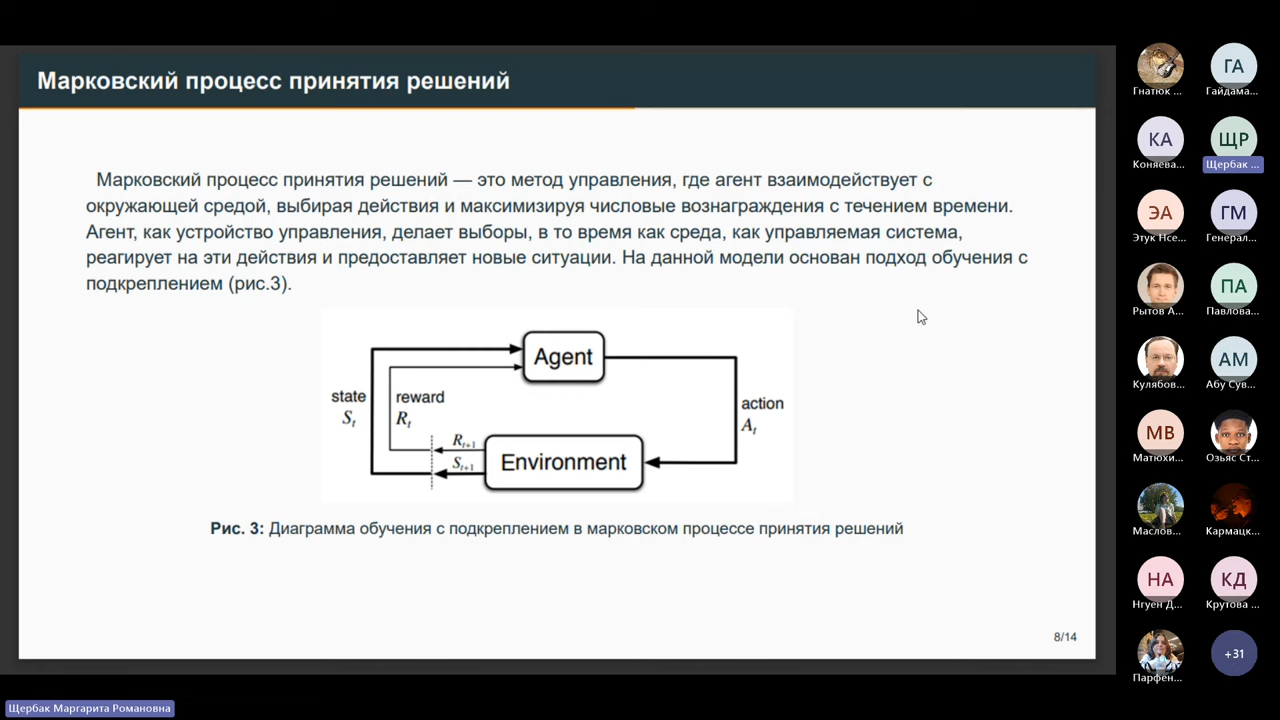 Марковский процесс принятия решений
Марковский процесс принятия решений — это метод управления, где агент взаимодействует с
окружающей средой, выбирая действия и максимизируя числовые вознаграждения с течением времени.
Агент, как устройство управления, делает выборы, в то время как среда, как управляемая система,
реагирует на эти действия и предоставляет новые ситуации. На данной модели основан подход обучения с
подкреплением (рис.3).
Agent
state
S_t
reward
R_t
action
A_t
R_{t+1}
S_{t+1}
Environment
Рис. 3: Диаграмма обучения с подкреплением в марковском процессе принятия решений
8/14
Гнатюк ...
ГА
Гайдама...
КА
Коняева...
ЩР
Щербак ...
ЭА
Этук Нсе...
ГМ
Генерал...
Рытов А...
ПА
Павлова...
Кулябов...
АМ
Абу Сув...
МВ
Матюхи...
Озьяс Ст...
Маслов...
Кармацк...
НА
Нгуен Д...
КД
Крутова ...
Парфён...
+31
Щербак Маргарита Романовна